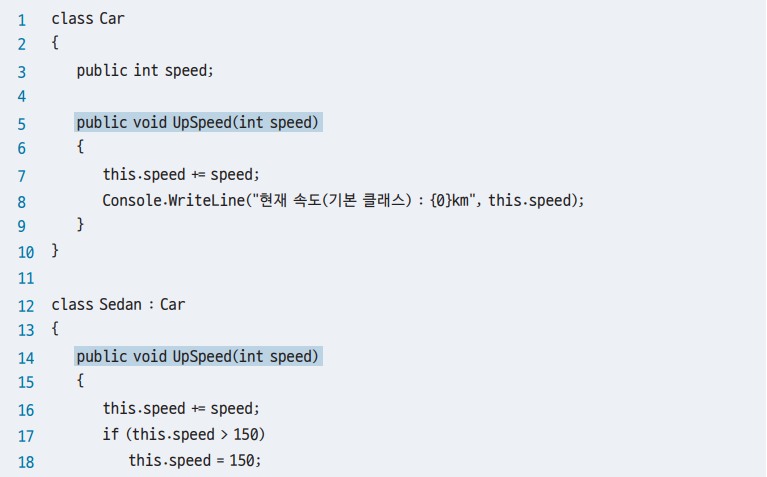 1 class Car
2 {
3 public int speed;
4
5 public void UpSpeed(int speed)
6 {
7 this.speed += speed;
8 Console.WriteLine("현재 속도(기본 클래스) : {0}km", this.speed);
9 }
10 }
11
12 class Sedan : Car
13 {
14 public void UpSpeed(int speed)
15 {
16 this.speed += speed;
17 if (this.speed > 150)
18 this.speed = 150;